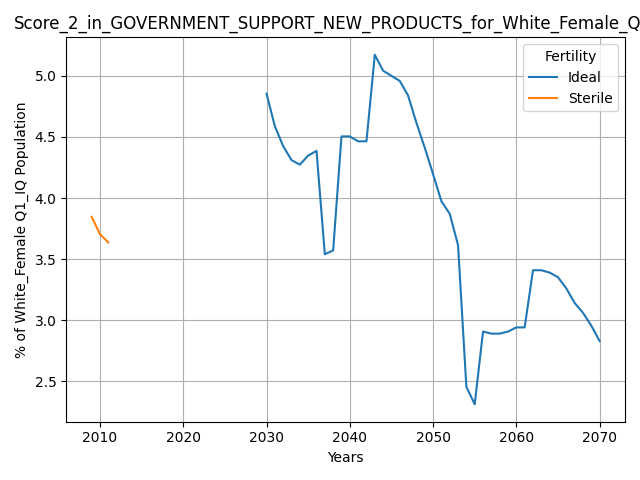 Score_2_in_GOVERNMENT_SUPPORT_NEW_PRODUCTS_for_White_Female_Q
Fertility
Ideal
Sterile
% of White_Female Q1_IQ Population
5.0
4.5
4.0
3.5
3.0
2.5
2010 2020 2030 2040 2050 2060 2070
Years